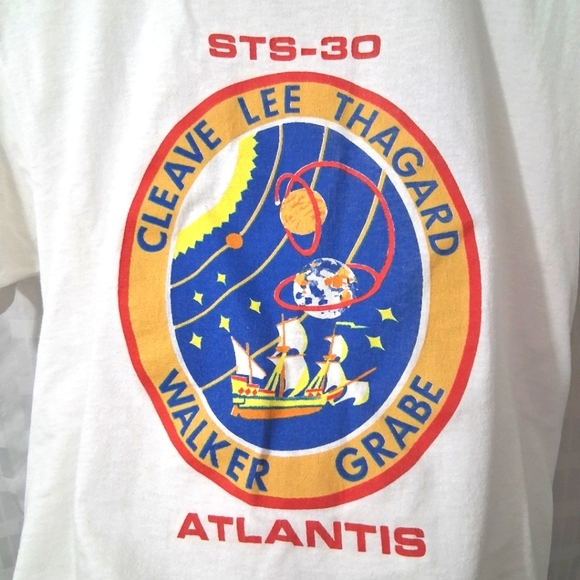 STS-30
CLEAVE LEE THAGARD
WALKER GRABE
ATLANTIS